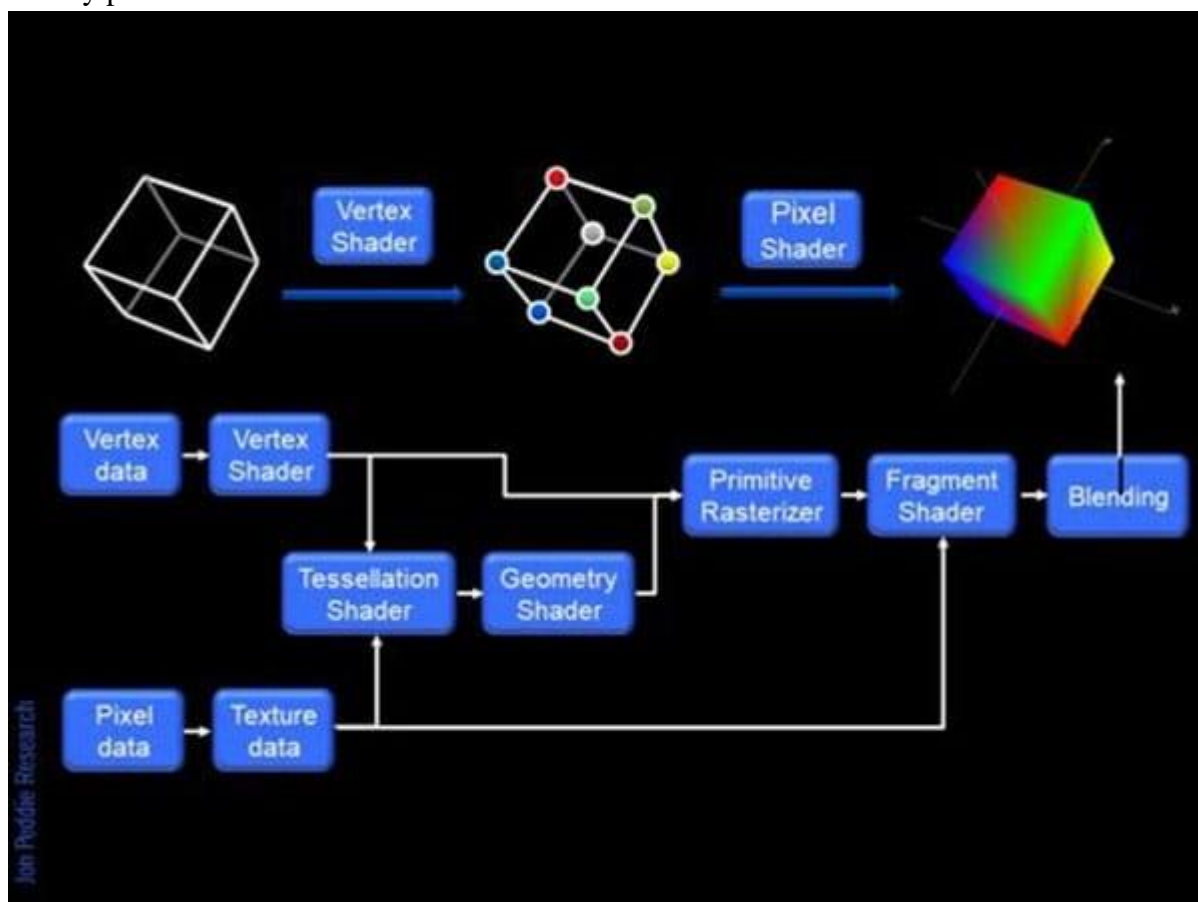 Vertex
Shader
Pixel
Shader
Vertex
data
Vertex
Shader
Primitive
Rasterizer
Fragment
Shader
Blending
Tessellation
Shader
Geometry
Shader
Pixel
data
Texture
data
Jon Peddie Research